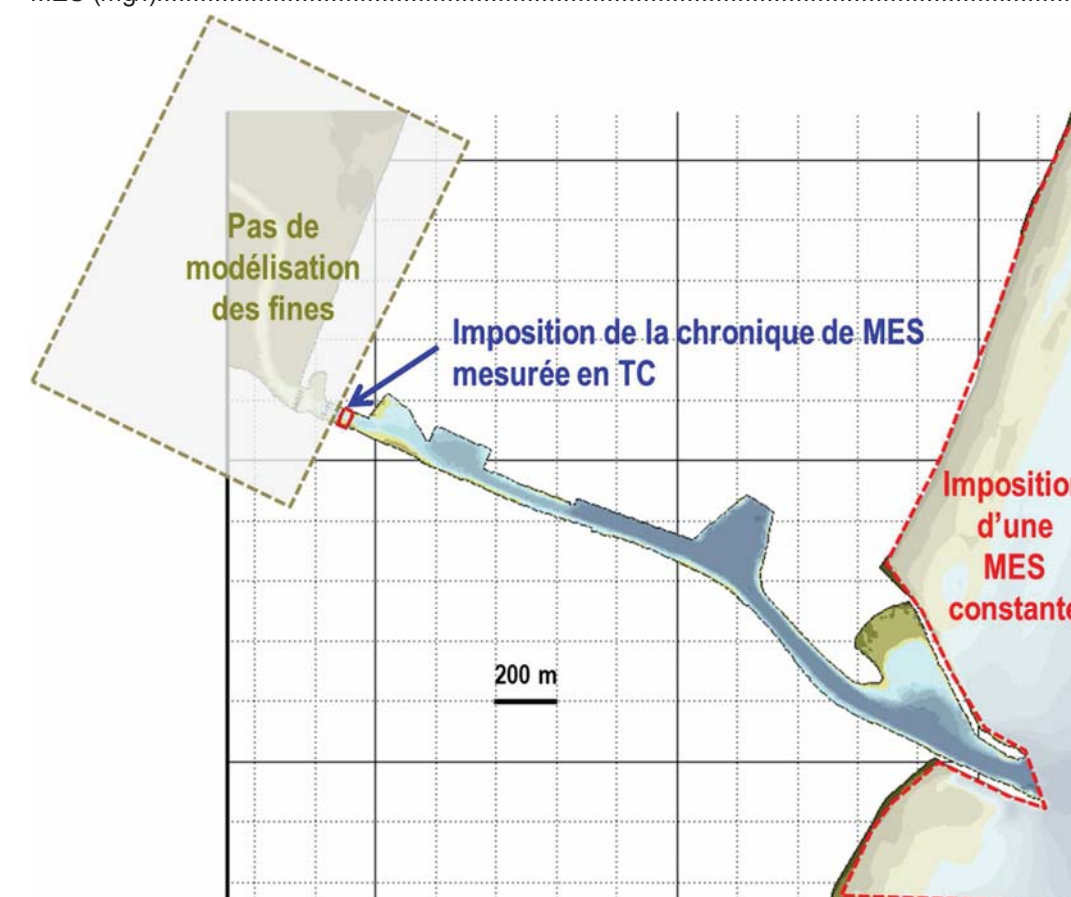 Pas de
modélisation
des fines
Imposition de la chronique de MES
mesurée en TC
d'une
MES
200 m